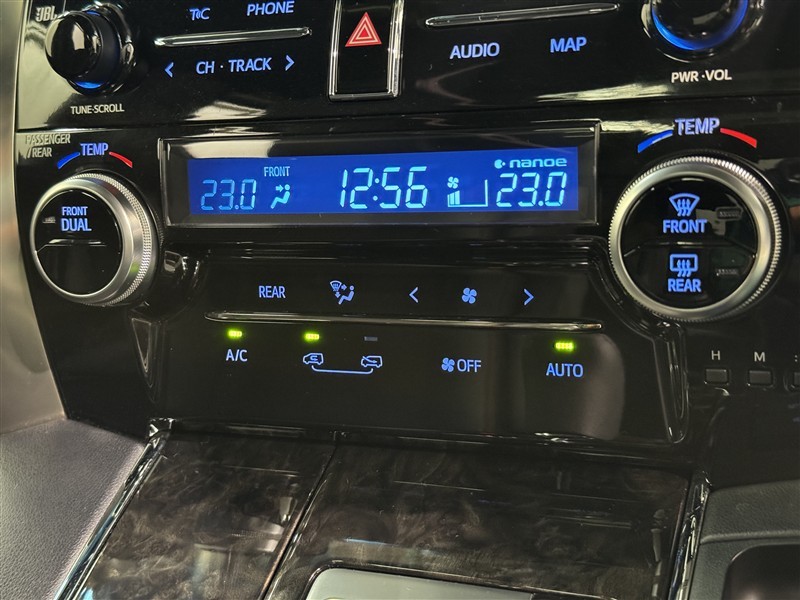 JBL
PHONE
CH · TRACK
TUNE·SCROLL
AUDIO
MAP
PWR·VOL
PASSENGER
/REAR
TEMP
FRONT
DUAL
23.0
FRONT
12:56
nanoe
23.0
TEMP
FRONT
REAR
REAR
A/C
OFF
AUTO
H
M
: